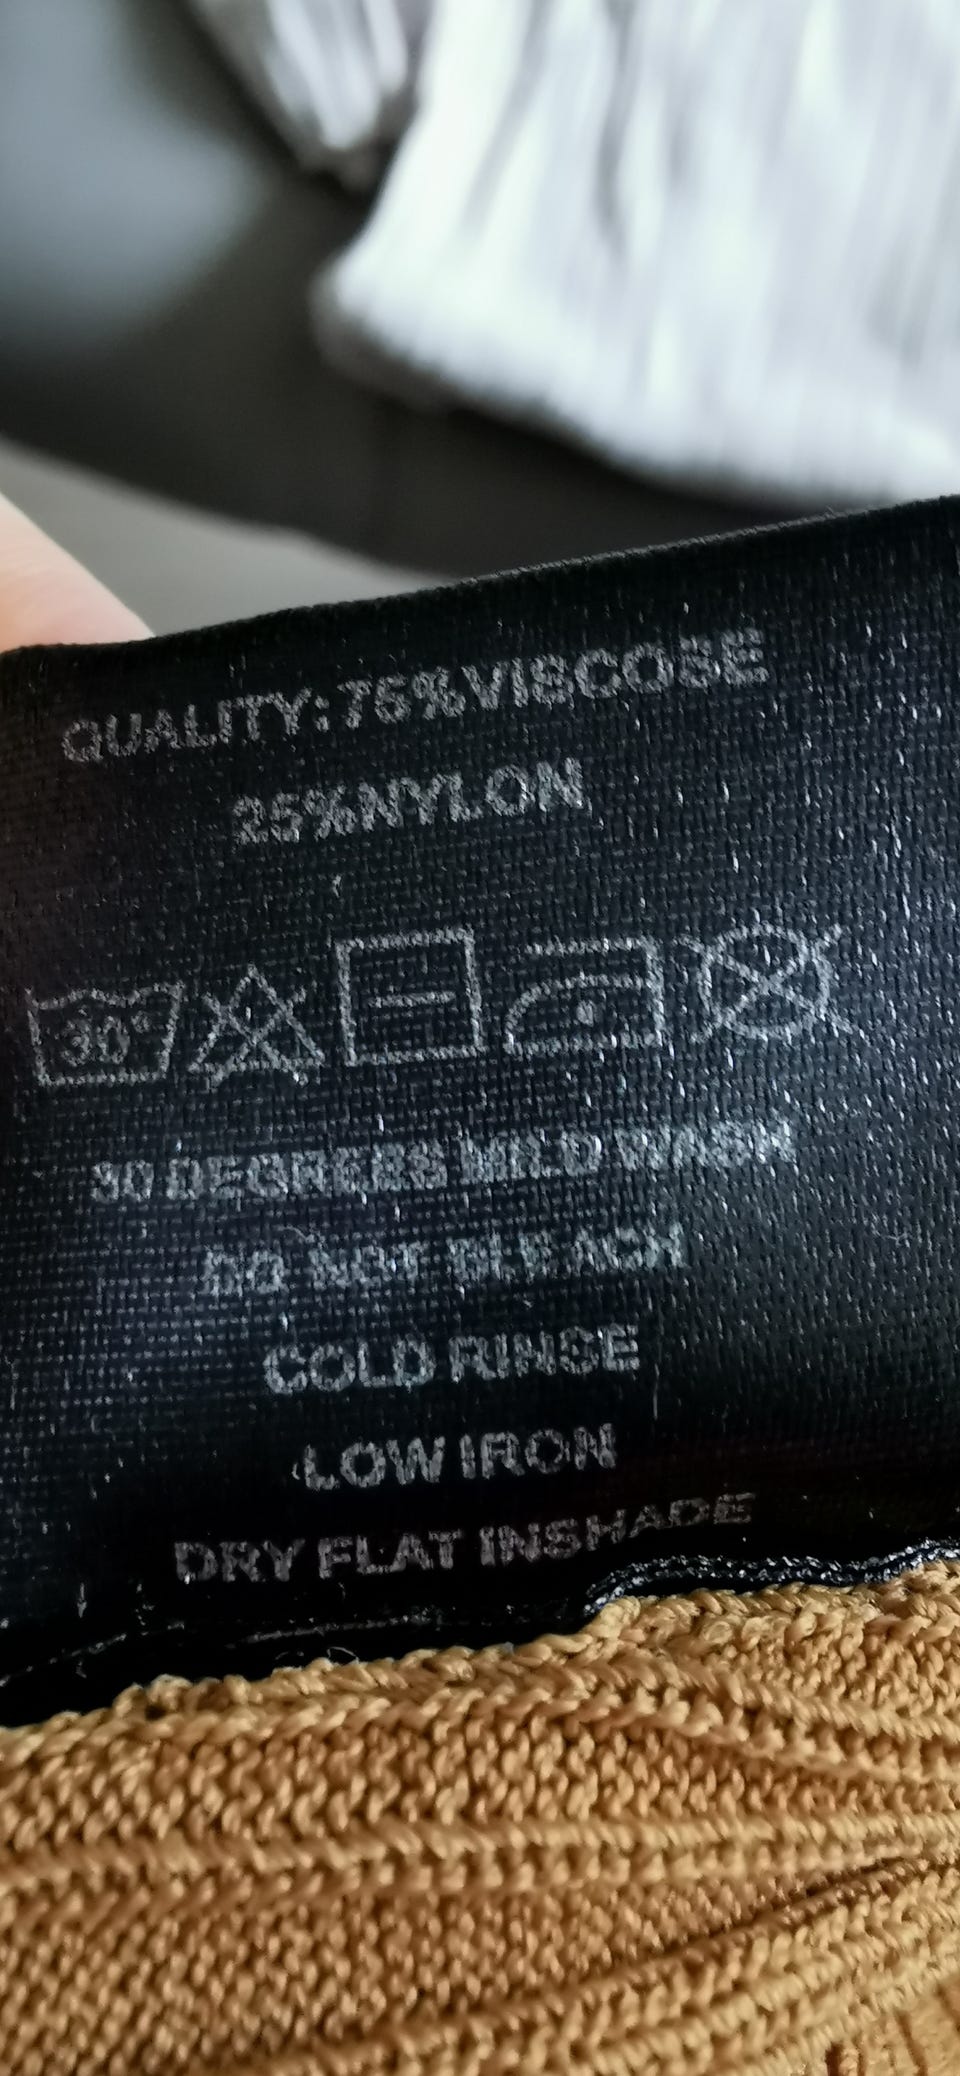 QUALITY:75%VISCOSE
25%NYLON
30°
30 DEGREES MILD WASH
DO NOT BLEACH
COLD RINSE
LOW IRON
DRY FLAT INSHADE